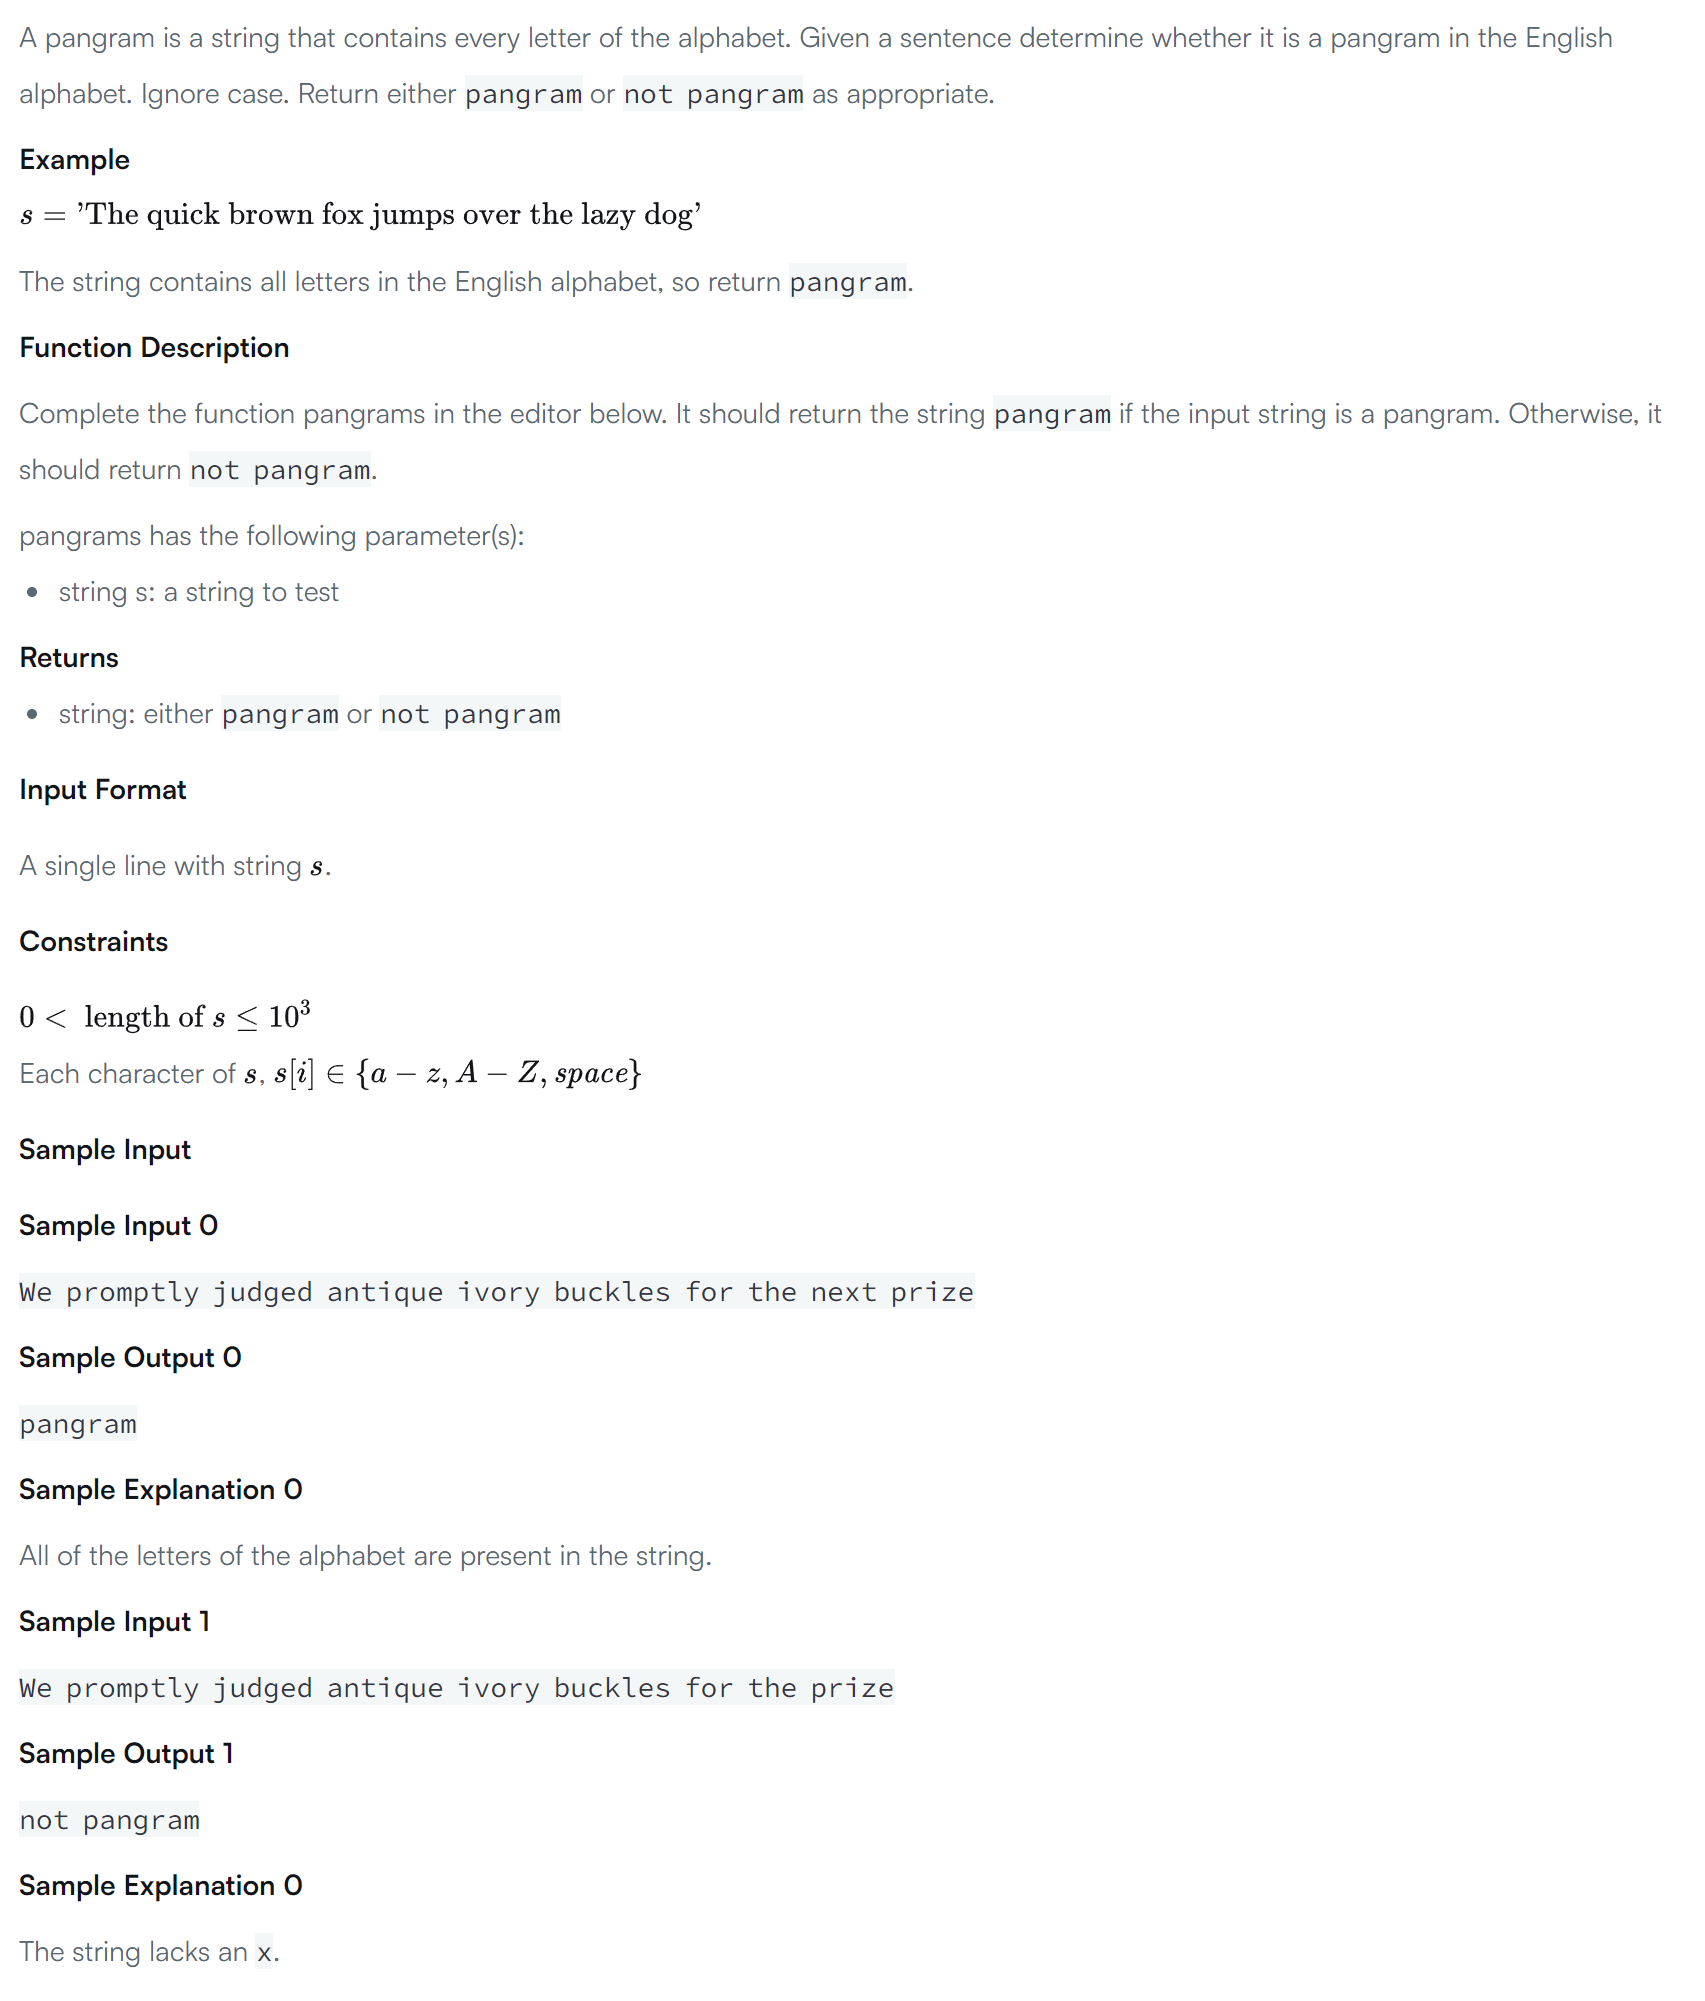 A pangram is a string that contains every letter of the alphabet. Given a sentence determine whether it is a pangram in the English
alphabet. Ignore case. Return either pangram or not pangram as appropriate.
Example
s = ’The quick brown fox jumps over the lazy dog’
The string contains all letters in the English alphabet, so return pangram.
Function Description
Complete the function pangrams in the editor below. It should return the string pangram if the input string is a pangram. Otherwise, it
should return not pangram.
pangrams has the following parameter(s):
• string s: a string to test
Returns
• string: either pangram or not pangram
Input Format
A single line with string s.
Constraints
0 < length of s ≤ 10³
Each character of s, s[i] ∈ {a − z, A − Z, space}
Sample Input
Sample Input 0
We promptly judged antique ivory buckles for the next prize
Sample Output 0
pangram
Sample Explanation 0
All of the letters of the alphabet are present in the string.
Sample Input 1
We promptly judged antique ivory buckles for the prize
Sample Output 1
not pangram
Sample Explanation 0
The string lacks an x.